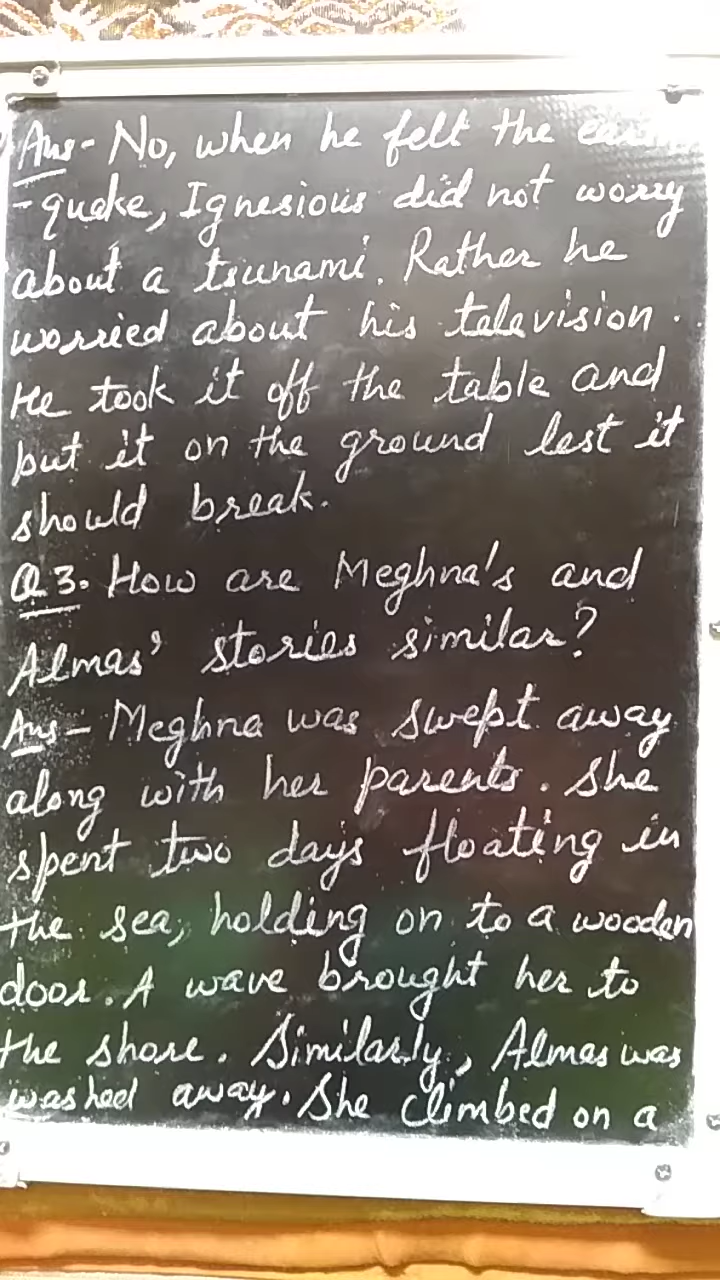 Ans- No, when he felt the earth
-quake, Ignesious did not worry
about a tsunami. Rather he
worried about his television.
He took it off the table and
put it on the ground lest it
should break.
Q3. How are Meghna's and
Almas' stories similar?
Ans- Meghna was swept away
along with her parents. She
spent two days floating in
the sea, holding on to a wooden
door. A wave brought her to
the shore. Similarly, Almas was
washed away. She climbed on a